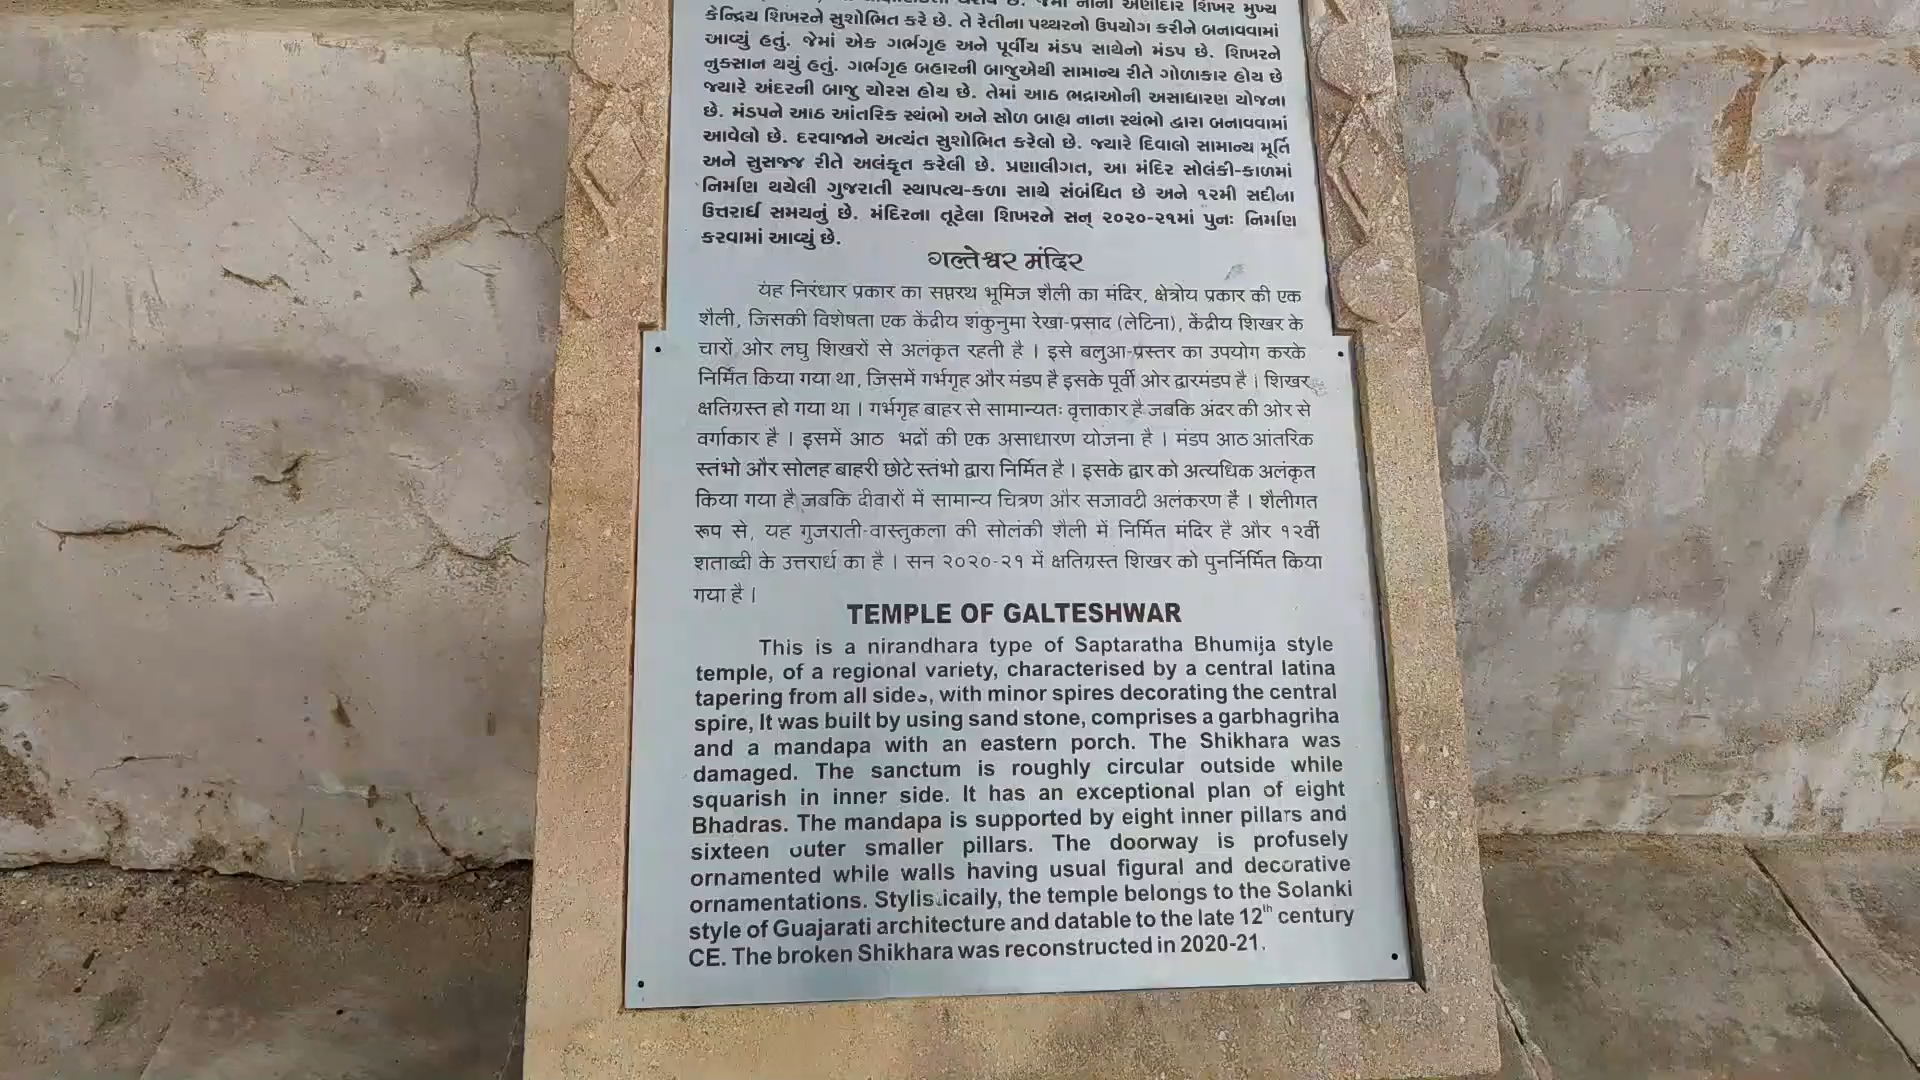 જેમાં નાના અણીદાર શિખર મુખ્ય
કેન્દ્રિય શિખરને સુશોભિત કરે છે. તે રેતીના પથ્થરનો ઉપયોગ કરીને બનાવવામાં
આવ્યું હતું. જેમાં એક ગર્ભગૃહ અને પૂર્વીય મંડપ સાથેનો મંડપ છે. શિખરને
નુકસાન થયું હતું. ગર્ભગૃહ બહારની બાજુએથી સામાન્ય રીતે ગોળાકાર હોય છે
જ્યારે અંદરની બાજુ ચોરસ હોય છે. તેમાં આઠ ભદ્રાઓની અસાધારણ યોજના
છે. મંડપને આઠ આંતરિક સ્થંભો અને સોળ બાહ્ય નાના સ્થંભો દ્વારા બનાવવામાં
આવેલો છે. દરવાજાને અત્યંત સુશોભિત કરેલો છે. જ્યારે દિવાલો સામાન્ય મૂર્તિ
અને સુસજ્જ રીતે અલંકૃત કરેલી છે. પ્રણાલીગત, આ મંદિર સોલંકી-કાળમાં
નિર્માણ થયેલી ગુજરાતી સ્થાપત્ય-કળા સાથે સંબંધિત છે અને ૧૨મી સદીના
ઉત્તરાર્ધ સમયનું છે. મંદિરના તૂટેલા શિખરને સન્ ૨૦૨૦-૨૧માં પુનઃ નિર્માણ
કરવામાં આવ્યું છે.
गल्तेश्वर मंदिर
यह निरंधार प्रकार का सप्तरथ भूमिज शैली का मंदिर, क्षेत्रीय प्रकार की एक
शैली, जिसकी विशेषता एक केंद्रीय शंकुनुमा रेखा-प्रसाद (लेटिना), केंद्रीय शिखर के
चारों ओर लघु शिखरों से अलंकृत रहती है । इसे बलुआ-प्रस्तर का उपयोग करके
निर्मित किया गया था, जिसमें गर्भगृह और मंडप है इसके पूर्वी ओर द्वारमंडप है । शिखर
क्षतिग्रस्त हो गया था । गर्भगृह बाहर से सामान्यतः वृत्ताकार है जबकि अंदर की ओर से
वर्गाकार है । इसमें आठ भद्रों की एक असाधारण योजना है । मंडप आठ आंतरिक
स्तंभो और सोलह बाहरी छोटे स्तंभो द्वारा निर्मित है । इसके द्वार को अत्यधिक अलंकृत
किया गया है जबकि दीवारों में सामान्य चित्रण और सजावटी अलंकरण हैं । शैलीगत
रूप से, यह गुजराती-वास्तुकला की सोलंकी शैली में निर्मित मंदिर है और १२वीं
शताब्दी के उत्तरार्ध का है । सन २०२०-२१ में क्षतिग्रस्त शिखर को पुनर्निर्मित किया
गया है ।
TEMPLE OF GALTESHWAR
This is a nirandhara type of Saptaratha Bhumija style
temple, of a regional variety, characterised by a central latina
tapering from all sides, with minor spires decorating the central
spire, It was built by using sand stone, comprises a garbhagriha
and a mandapa with an eastern porch. The Shikhara was
damaged. The sanctum is roughly circular outside while
squarish in inner side. It has an exceptional plan of eight
Bhadras. The mandapa is supported by eight inner pillars and
sixteen outer smaller pillars. The doorway is profusely
ornamented while walls having usual figural and decorative
ornamentations. Stylistically, the temple belongs to the Solanki
style of Guajarati architecture and datable to the late 12th century
CE. The broken Shikhara was reconstructed in 2020-21.